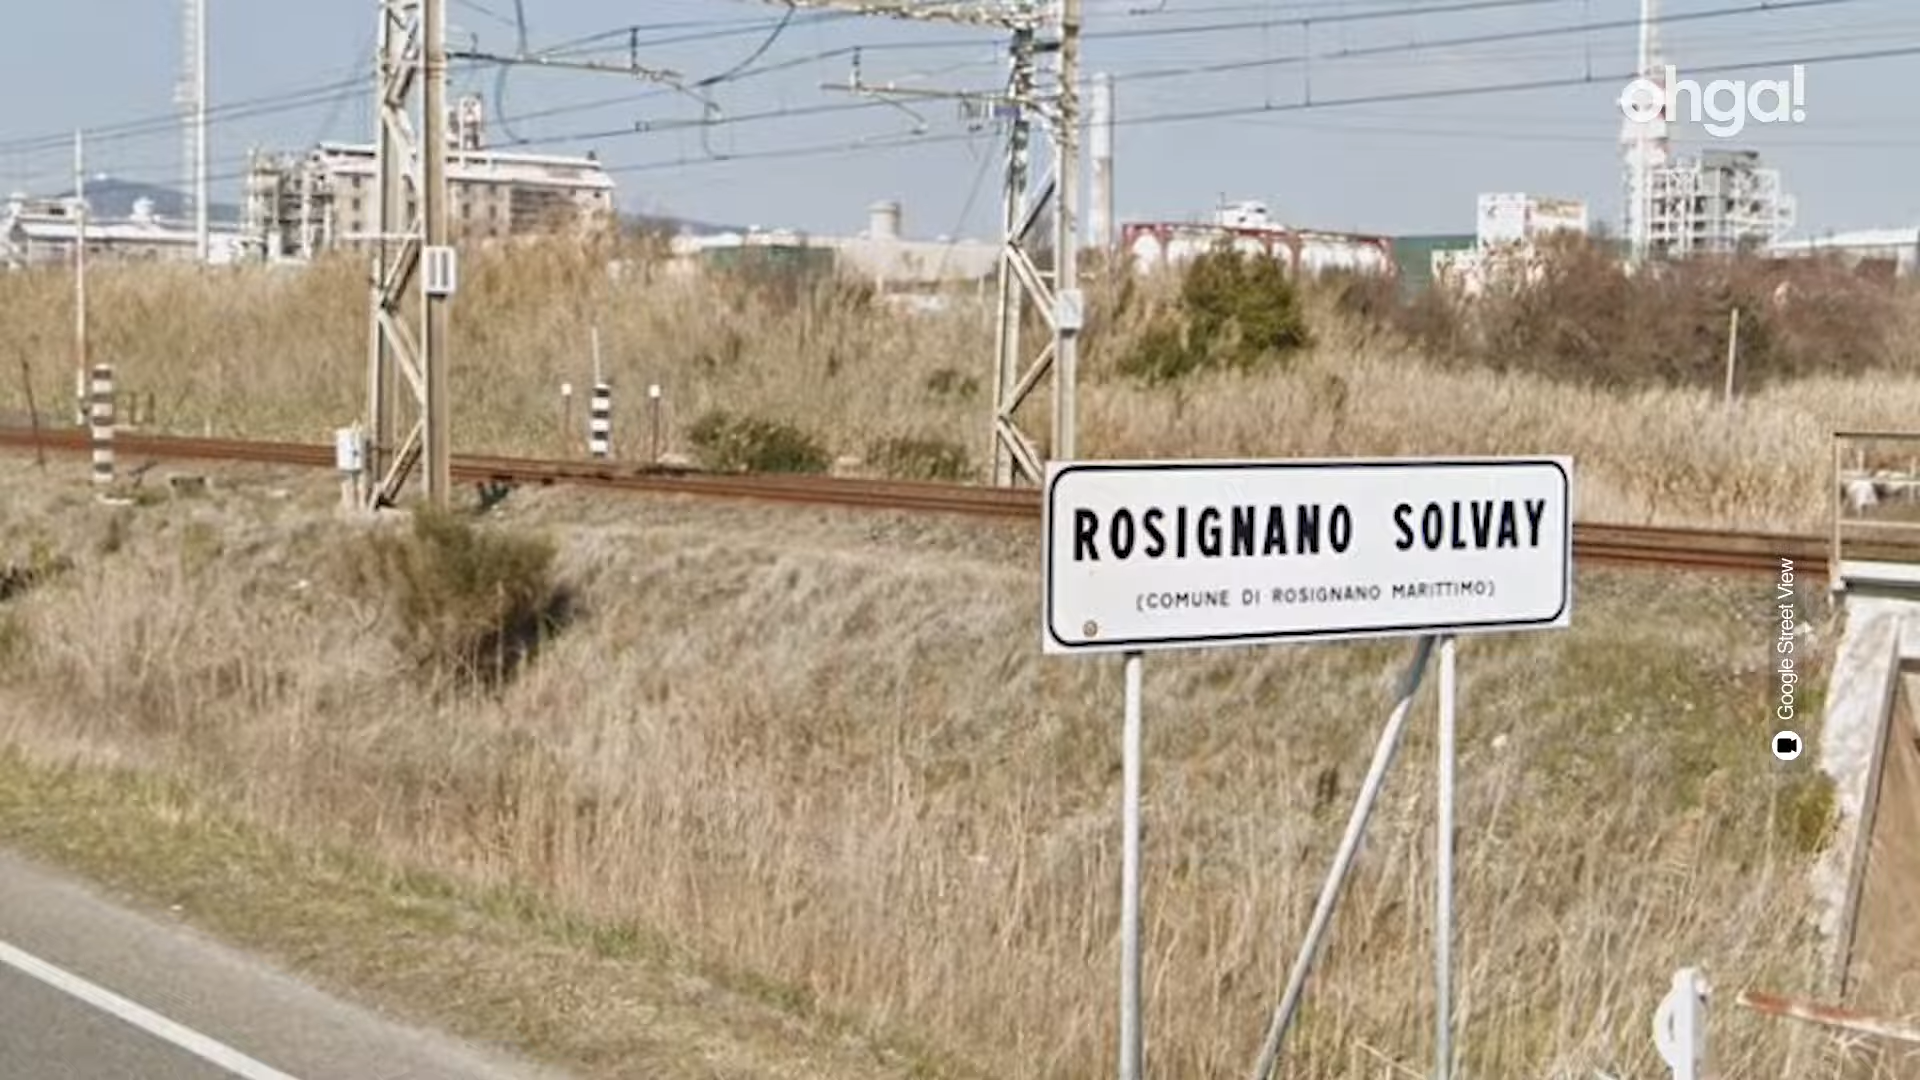 ohga!
ROSIGNANO SOLVAY
(COMUNE DI ROSIGNANO MARITTIMO)
Google Street View